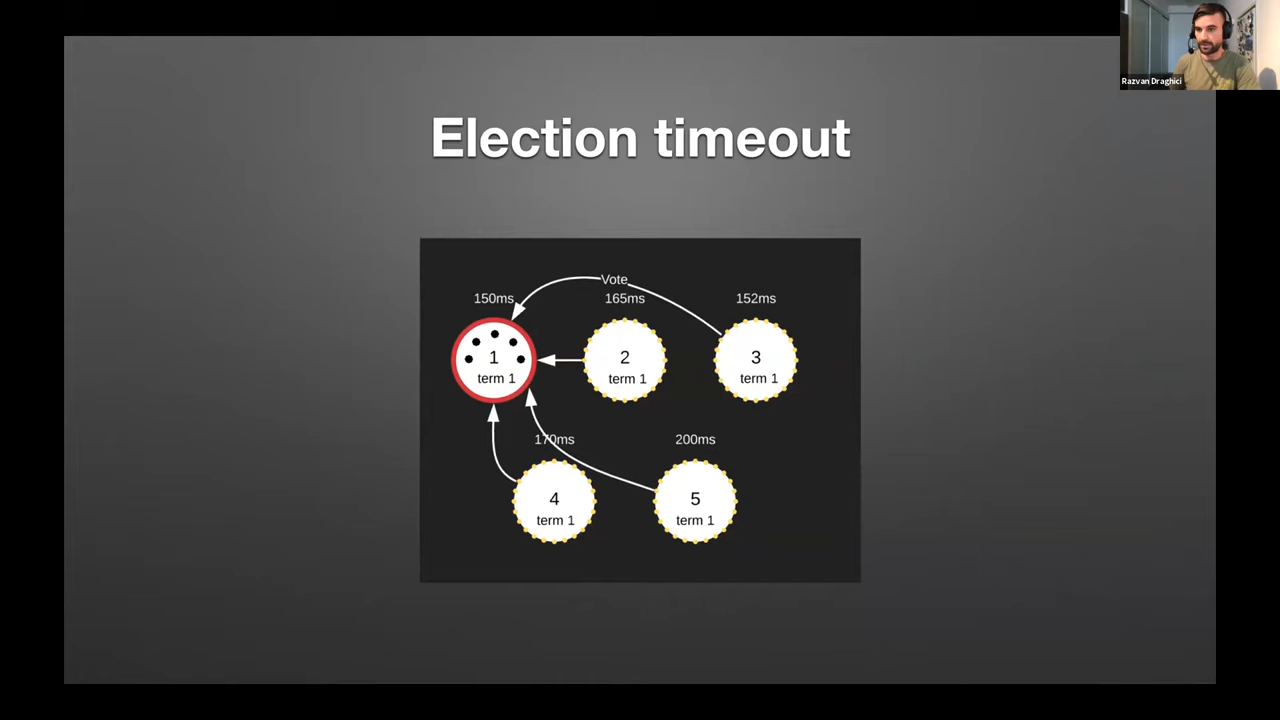 Razvan Draghici
Election timeout
Vote
150ms
165ms
152ms
1
term 1
2
term 1
3
term 1
170ms
200ms
4
term 1
5
term 1